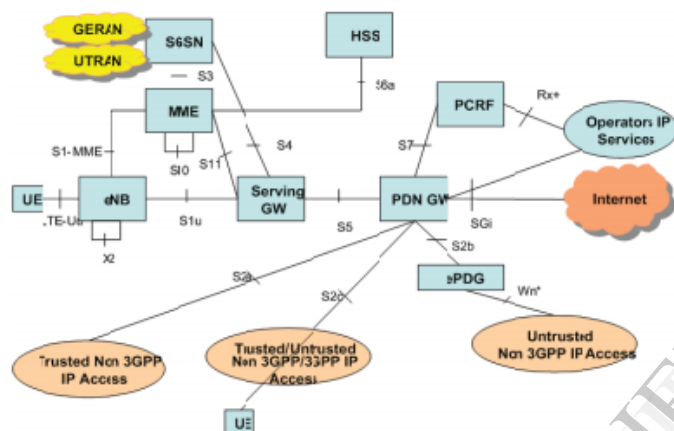 GERAN
UTRAN
S6SN
HSS
S3
S6a
MME
PCRF
Rx+
Operators IP
Services
S1-MME
S10
S11
S4
S7
UE
LTE-Uu
eNB
S1u
Serving
GW
S5
PDN GW
SGi
Internet
X2
S2b
S2a
S2c
ePDG
Wn*
Trusted Non 3GPP
IP Access
Trusted/Untrusted
Non 3GPP/3GPP IP
Access
Untrusted
Non 3GPP IP Access
UE